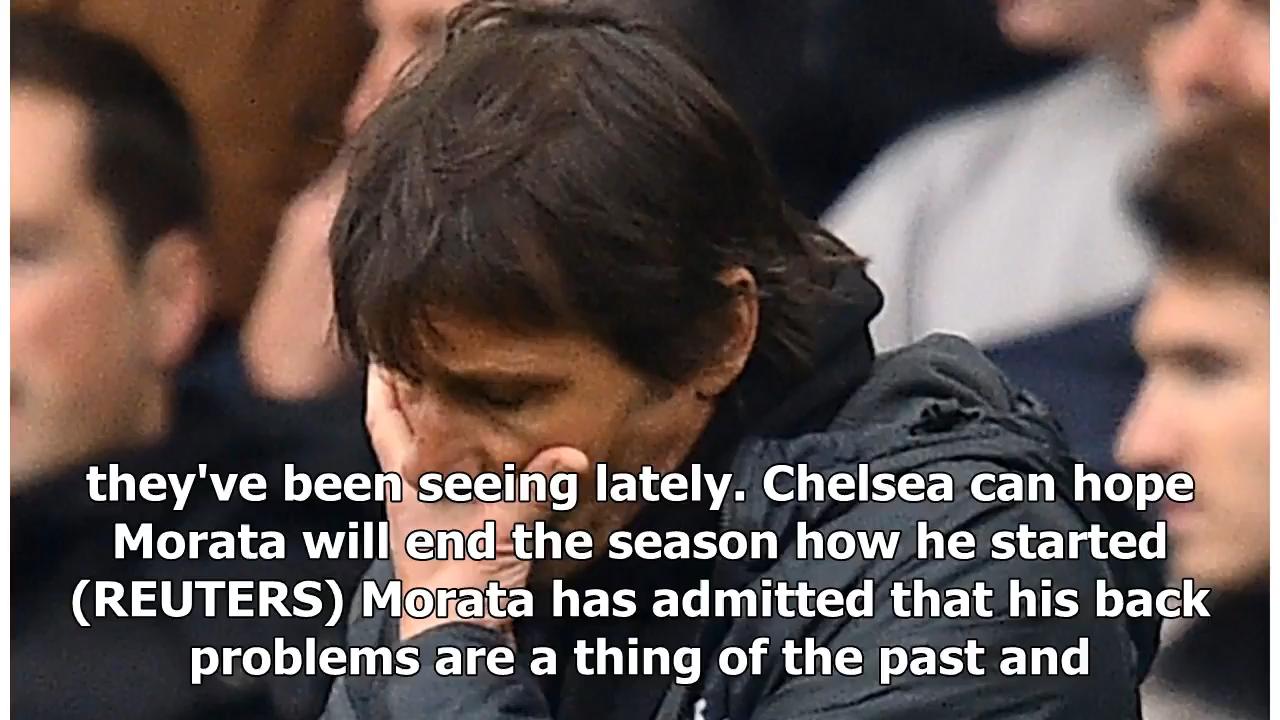 they've been seeing lately. Chelsea can hope
Morata will end the season how he started
(REUTERS) Morata has admitted that his back
problems are a thing of the past and